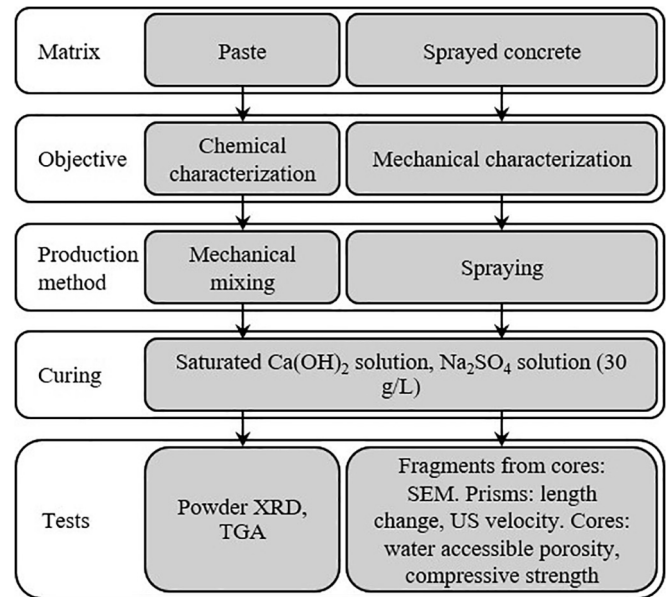 Matrix
Paste
Sprayed concrete
Objective
Chemical
characterization
Mechanical characterization
Production
method
Mechanical
mixing
Spraying
Curing
Saturated Ca(OH)₂ solution, Na₂SO₄ solution (30
g/L)
Tests
Powder XRD,
TGA
Fragments from cores:
SEM. Prisms: length
change, US velocity. Cores:
water accessible porosity,
compressive strength